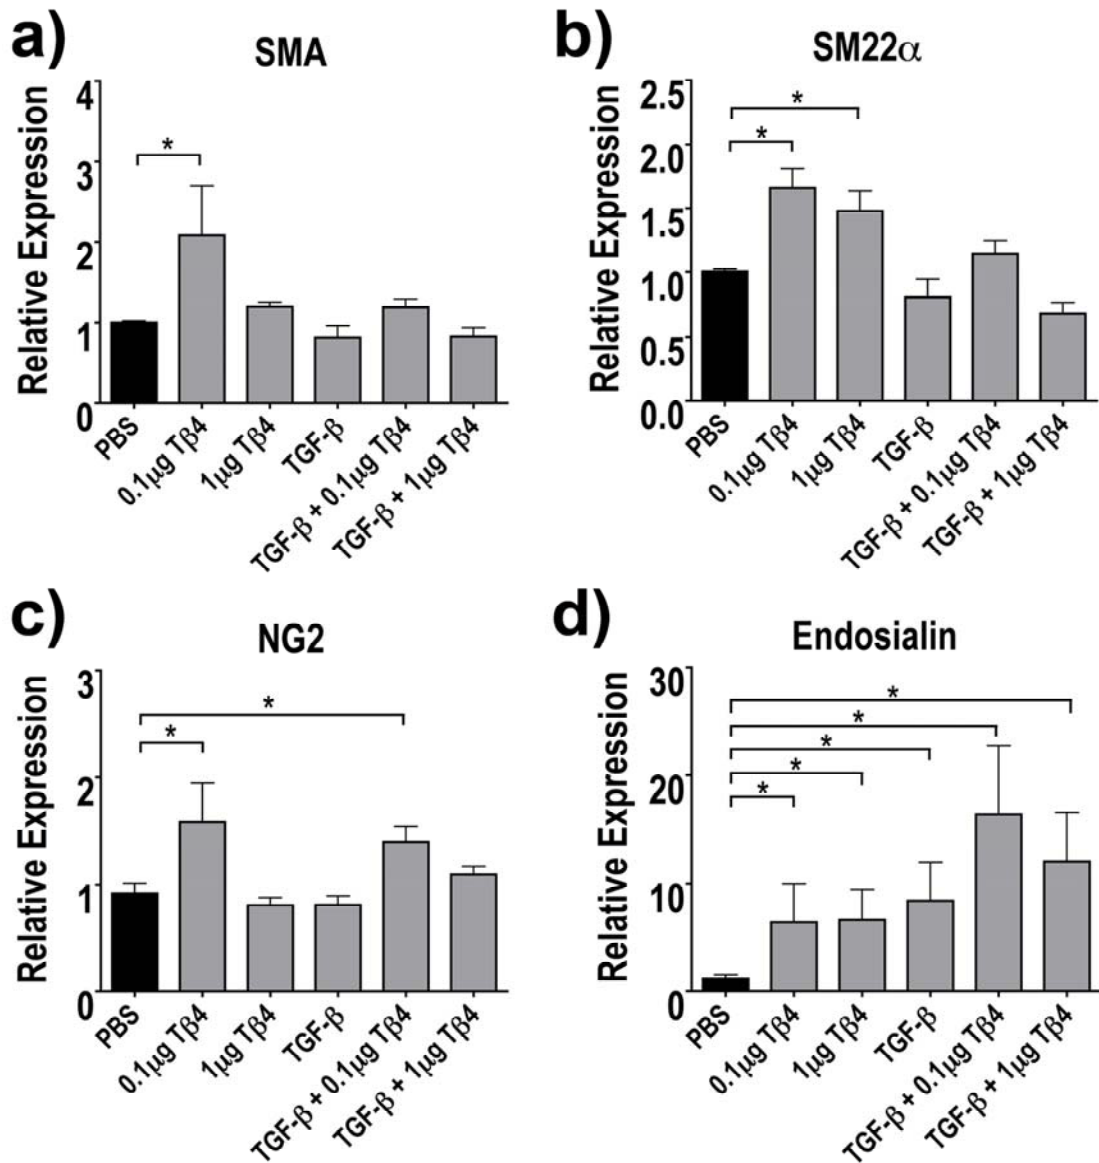 a)
SMA
Relative Expression
4
3
2
1
0
*
PBS
0.1μg Tβ4
1μg Tβ4
TGF-β
TGF-β + 0.1μg Tβ4
TGF-β + 1μg Tβ4
b)
SM22α
Relative Expression
2.5
2.0
1.5
1.0
0.5
0.0
*
*
PBS
0.1μg Tβ4
1μg Tβ4
TGF-β
TGF-β + 0.1μg Tβ4
TGF-β + 1μg Tβ4
c)
NG2
Relative Expression
3
2
1
0
*
*
PBS
0.1μg Tβ4
1μg Tβ4
TGF-β
TGF-β + 0.1μg Tβ4
TGF-β + 1μg Tβ4
d)
Endosialin
Relative Expression
30
20
10
0
*
*
*
*
*
PBS
0.1μg Tβ4
1μg Tβ4
TGF-β
TGF-β + 0.1μg Tβ4
TGF-β + 1μg Tβ4